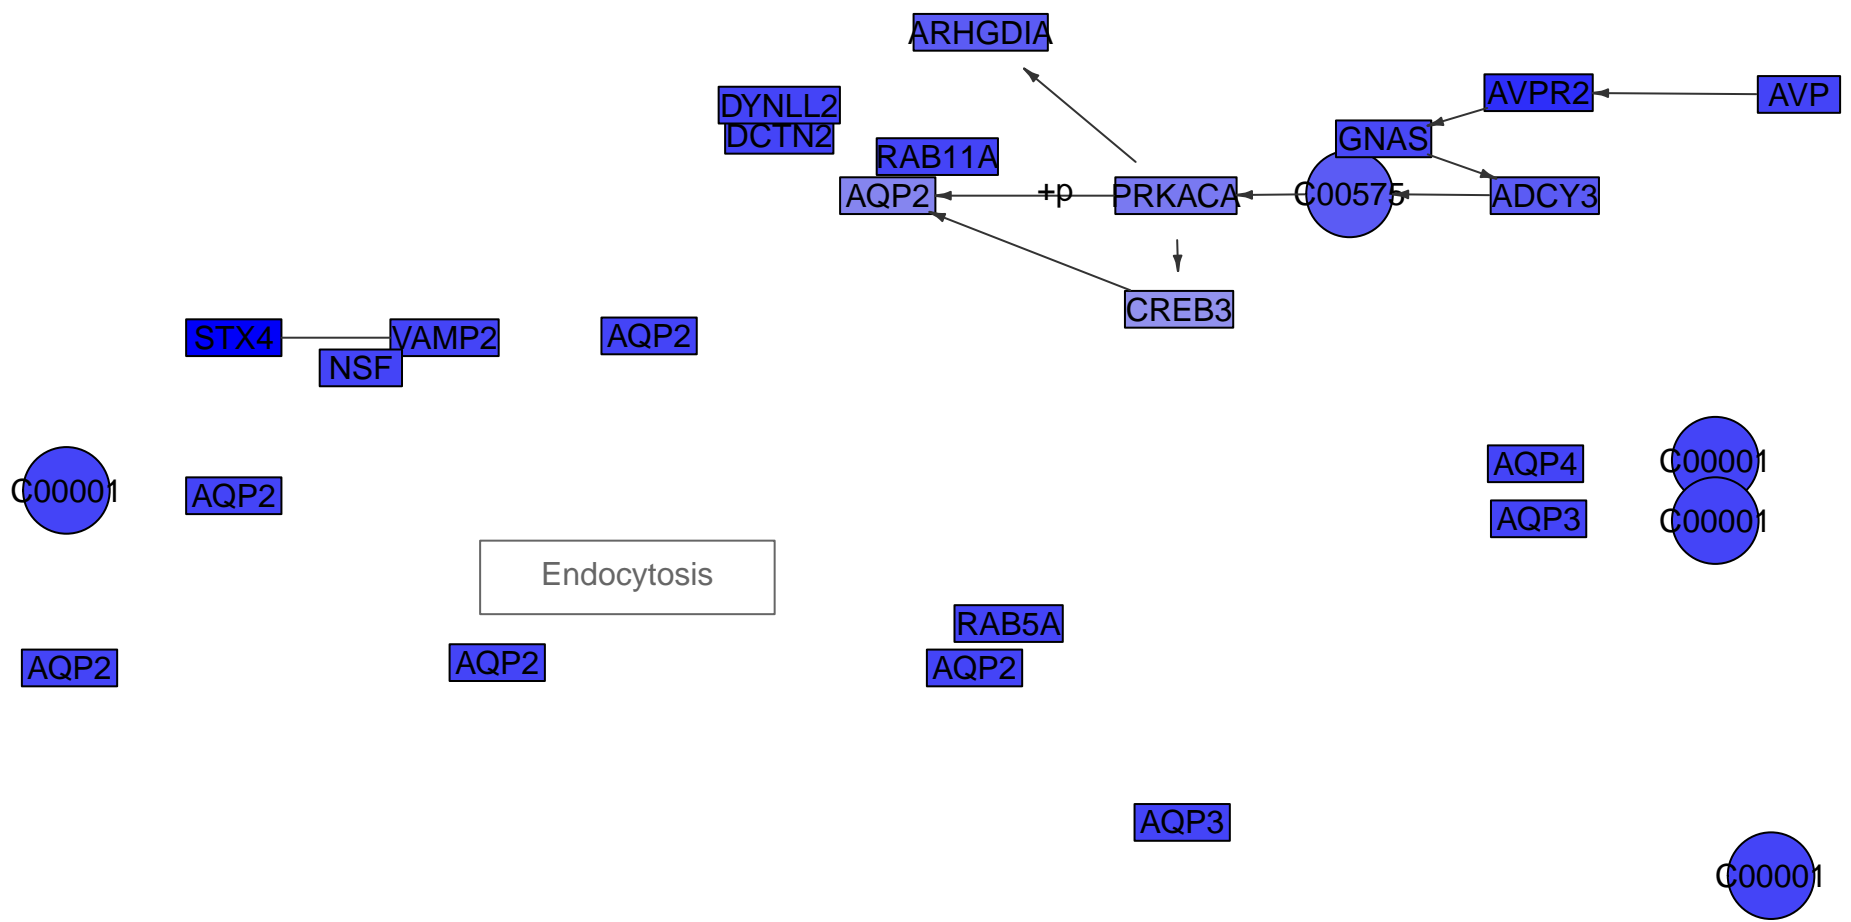 ARHGDIA
DYNLL2
AVPR2
AVP
DCTN2
GNAS
RAB11A
AQP2
+p
PRKACA
C00575
ADCY3
CREB3
STX4
VAMP2
AQP2
NSF
C00001
AQP2
AQP4
C00001
AQP3
C00001
Endocytosis
RAB5A
AQP2
AQP2
AQP2
AQP3
C00001